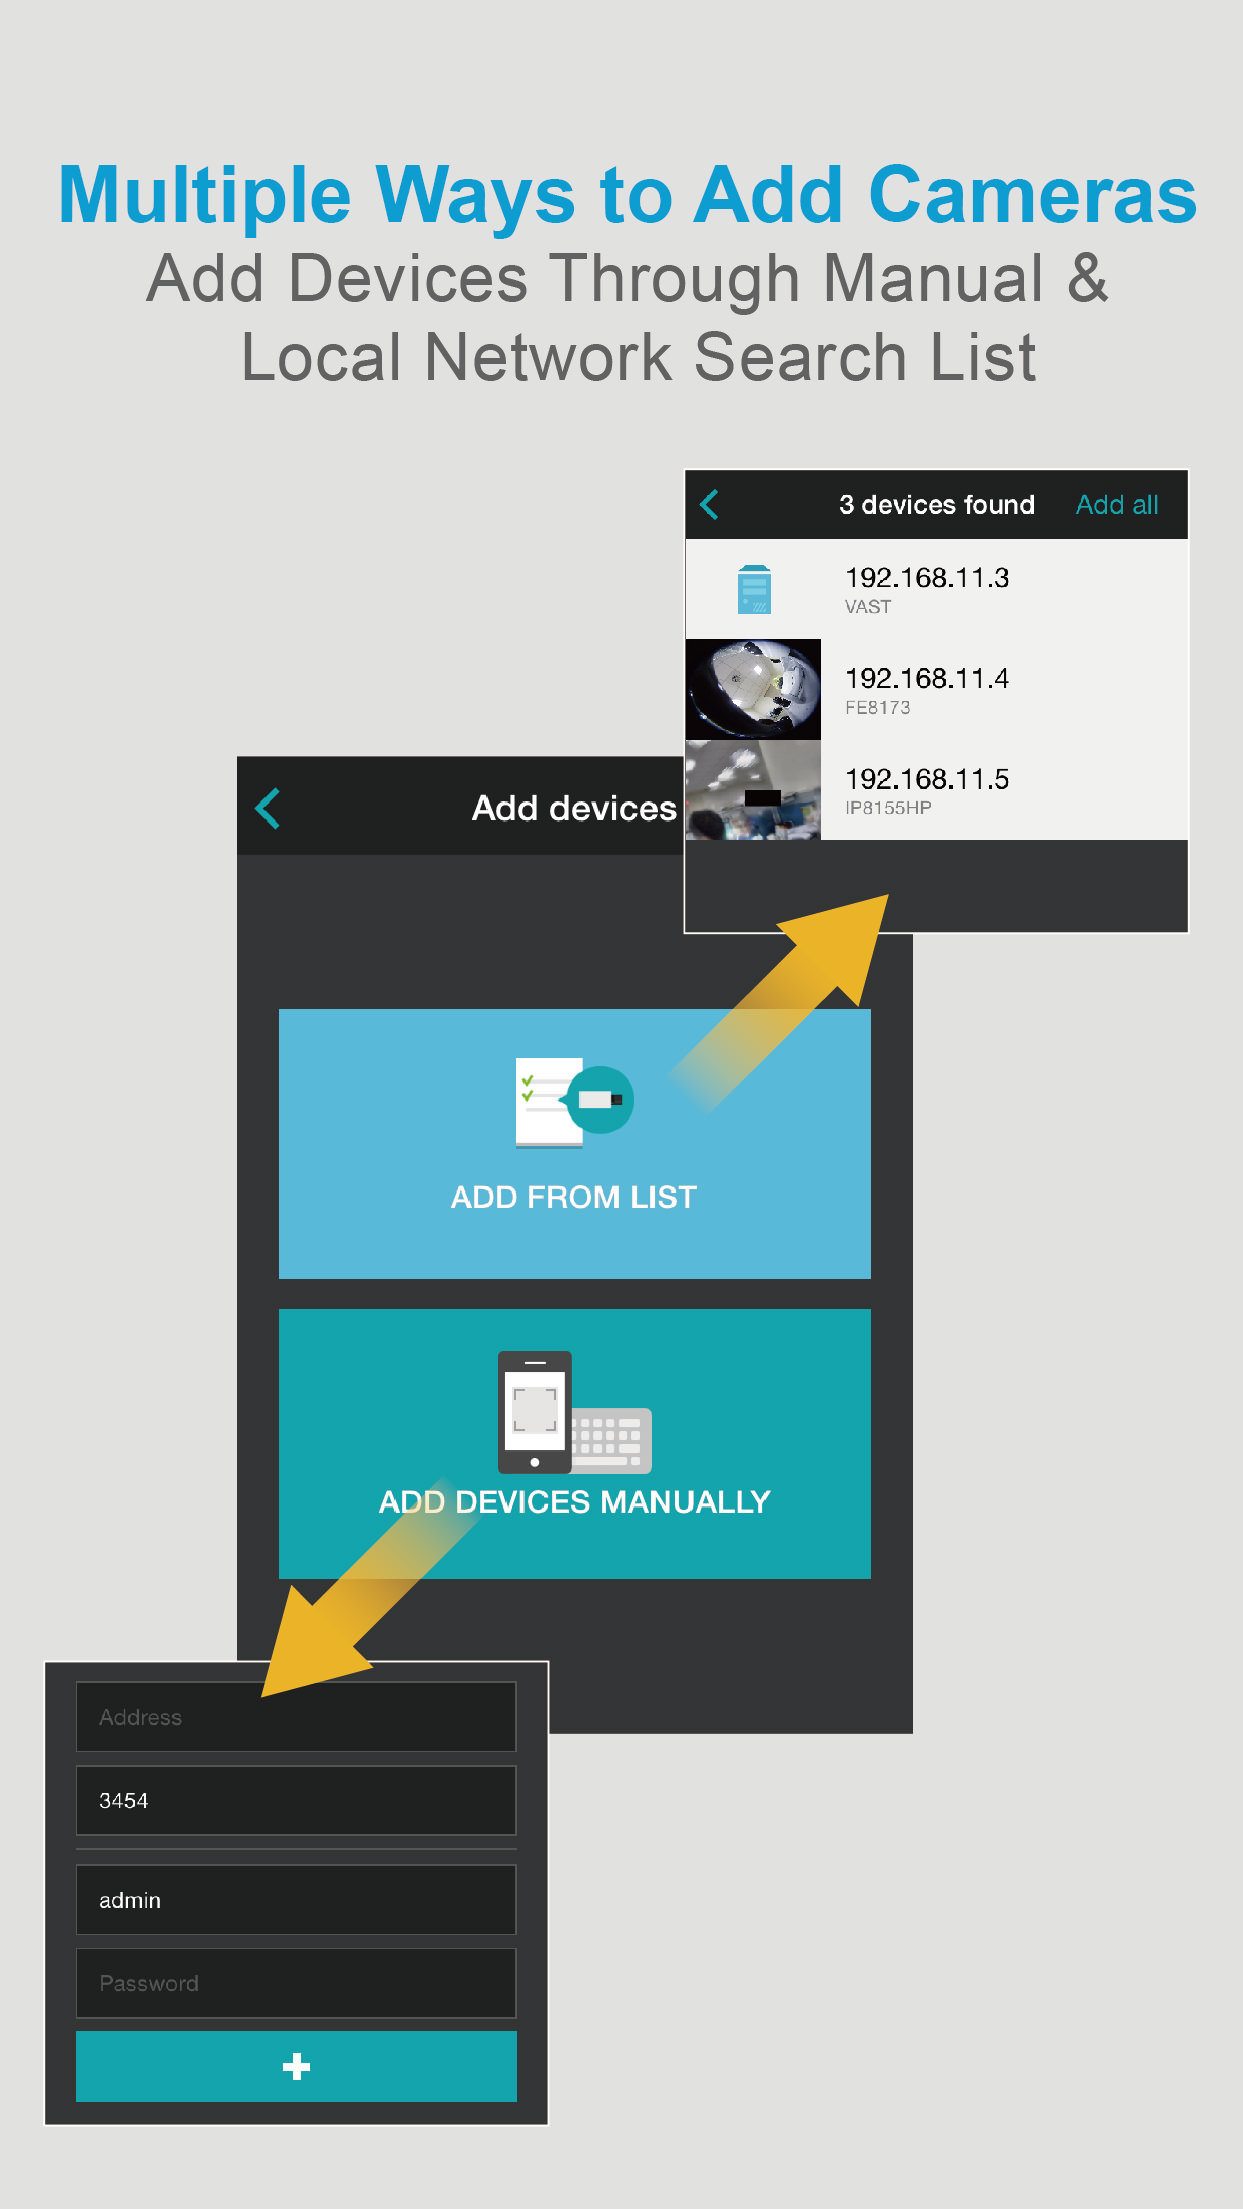 Multiple Ways to Add Cameras
Add Devices Through Manual &
Local Network Search List
3 devices found
Add all
192.168.11.3
VAST
192.168.11.4
FE8173
192.168.11.5
IP8155HP
Add devices
ADD FROM LIST
ADD DEVICES MANUALLY
Address
3454
admin
Password